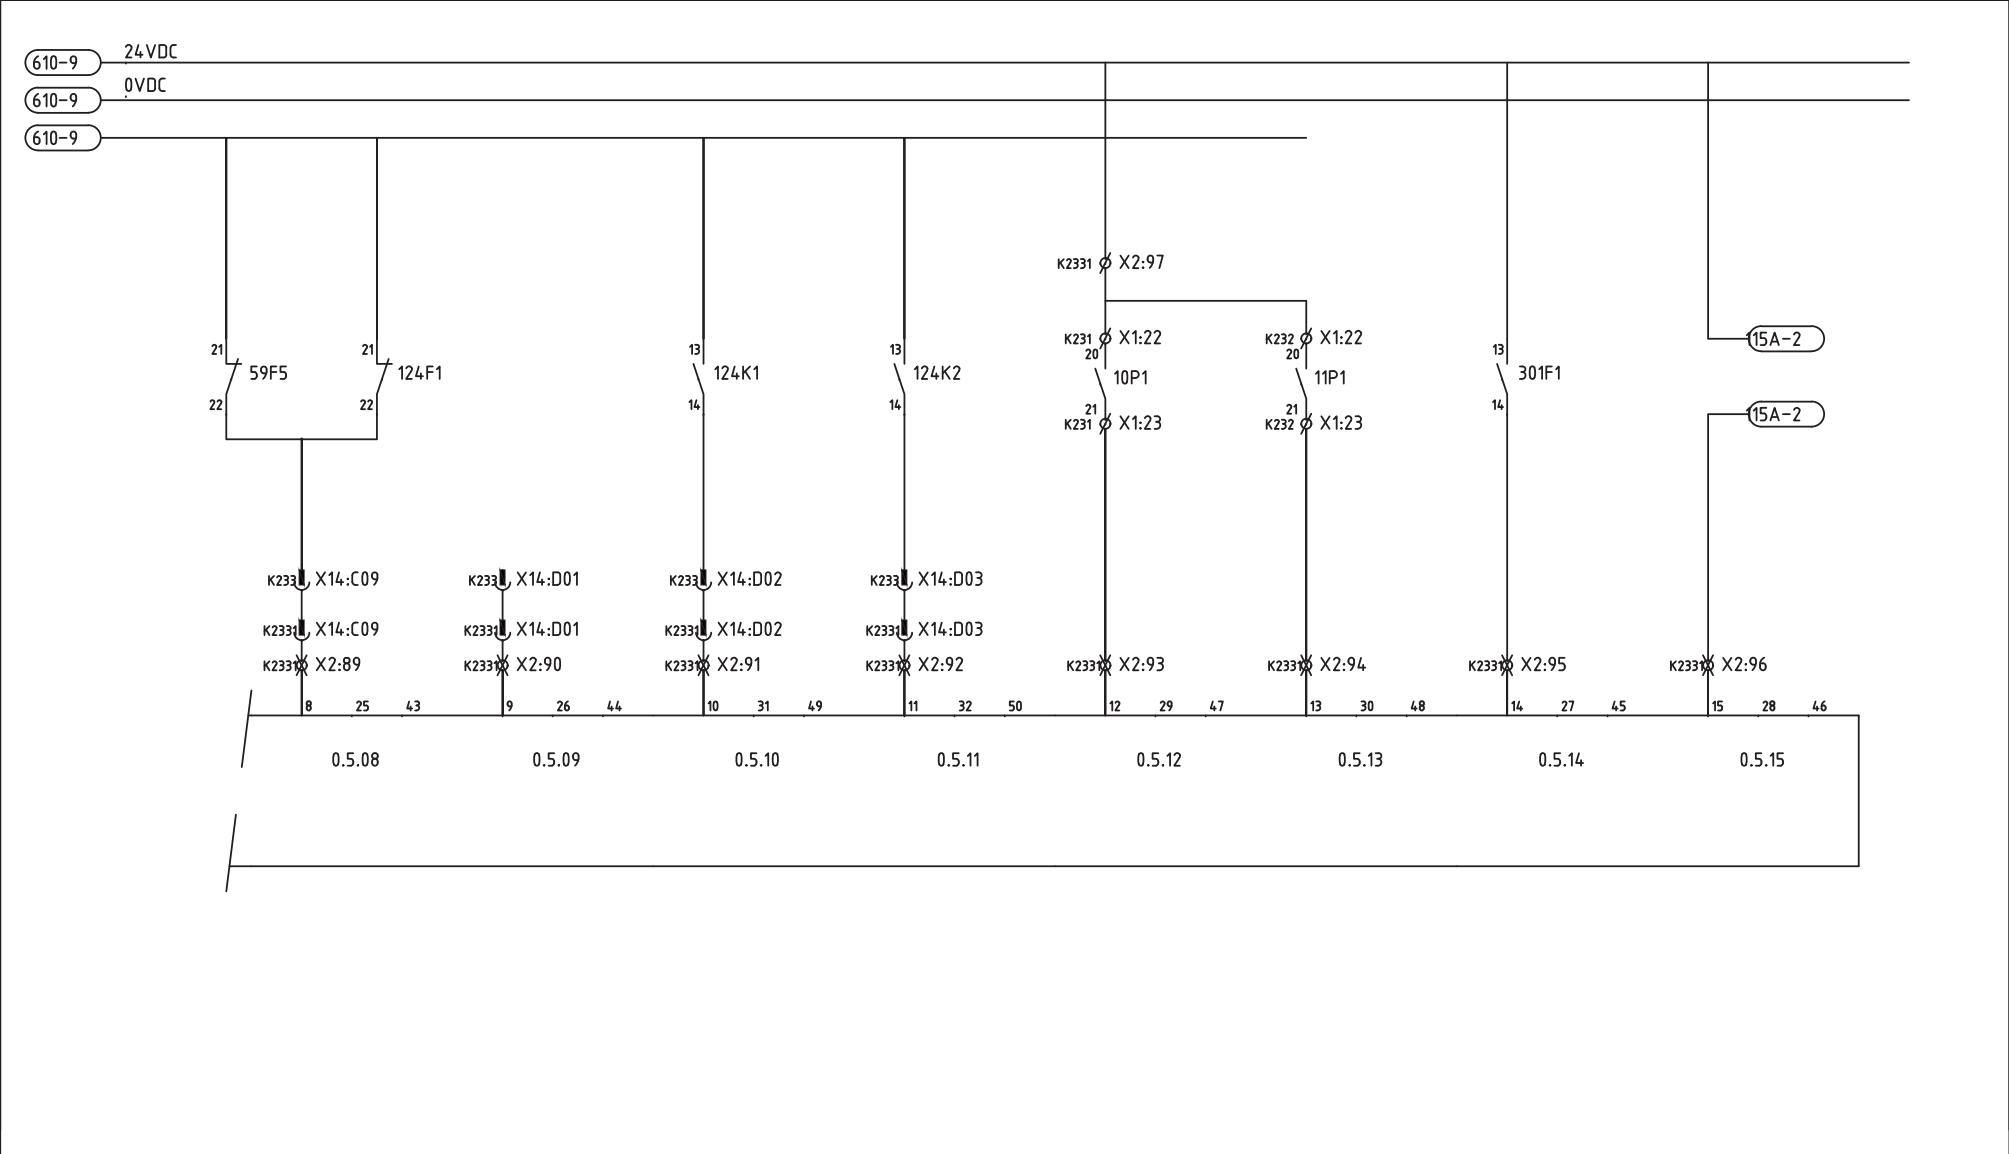 24VDC
610-9
0VDC
610-9
610-9
K2331 X2:97
K231 X1:22 K232 X1:22
21 21 13 13 20 20 13
59F5 124F1 124K1 124K2 10P1 11P1 301F1
15A-2
22 22 14 14 21 21 14
K231 X1:23 K232 X1:23
15A-2
K233 X14:C09 K233 X14:D01 K233 X14:D02 K233 X14:D03
K2331 X14:C09 K2331 X14:D01 K2331 X14:D02 K2331 X14:D03
K2331 X2:89 K2331 X2:90 K2331 X2:91 K2331 X2:92 K2331 X2:93 K2331 X2:94 K2331 X2:95 K2331 X2:96
8 25 43 9 26 44 10 31 49 11 32 50 12 29 47 13 30 48 14 27 45 15 28 46
0.5.08 0.5.09 0.5.10 0.5.11 0.5.12 0.5.13 0.5.14 0.5.15